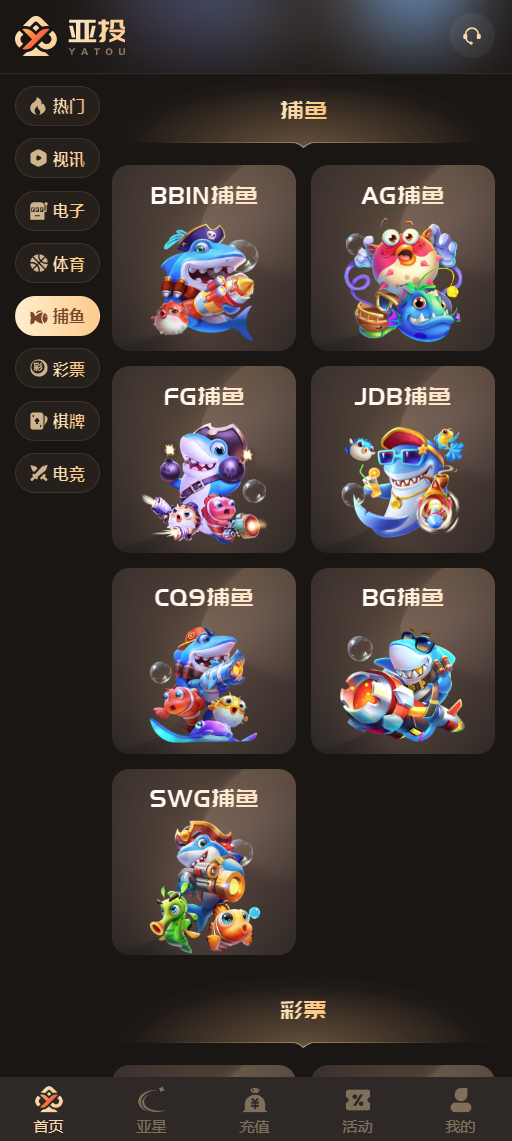 亚投
YATOU
热门
视讯
电子
体育
捕鱼
彩票
棋牌
电竞
捕鱼
BBIN捕鱼
AG捕鱼
FG捕鱼
JDB捕鱼
CQ9捕鱼
BG捕鱼
SWG捕鱼
彩票
首页
亚星
充值
活动
我的